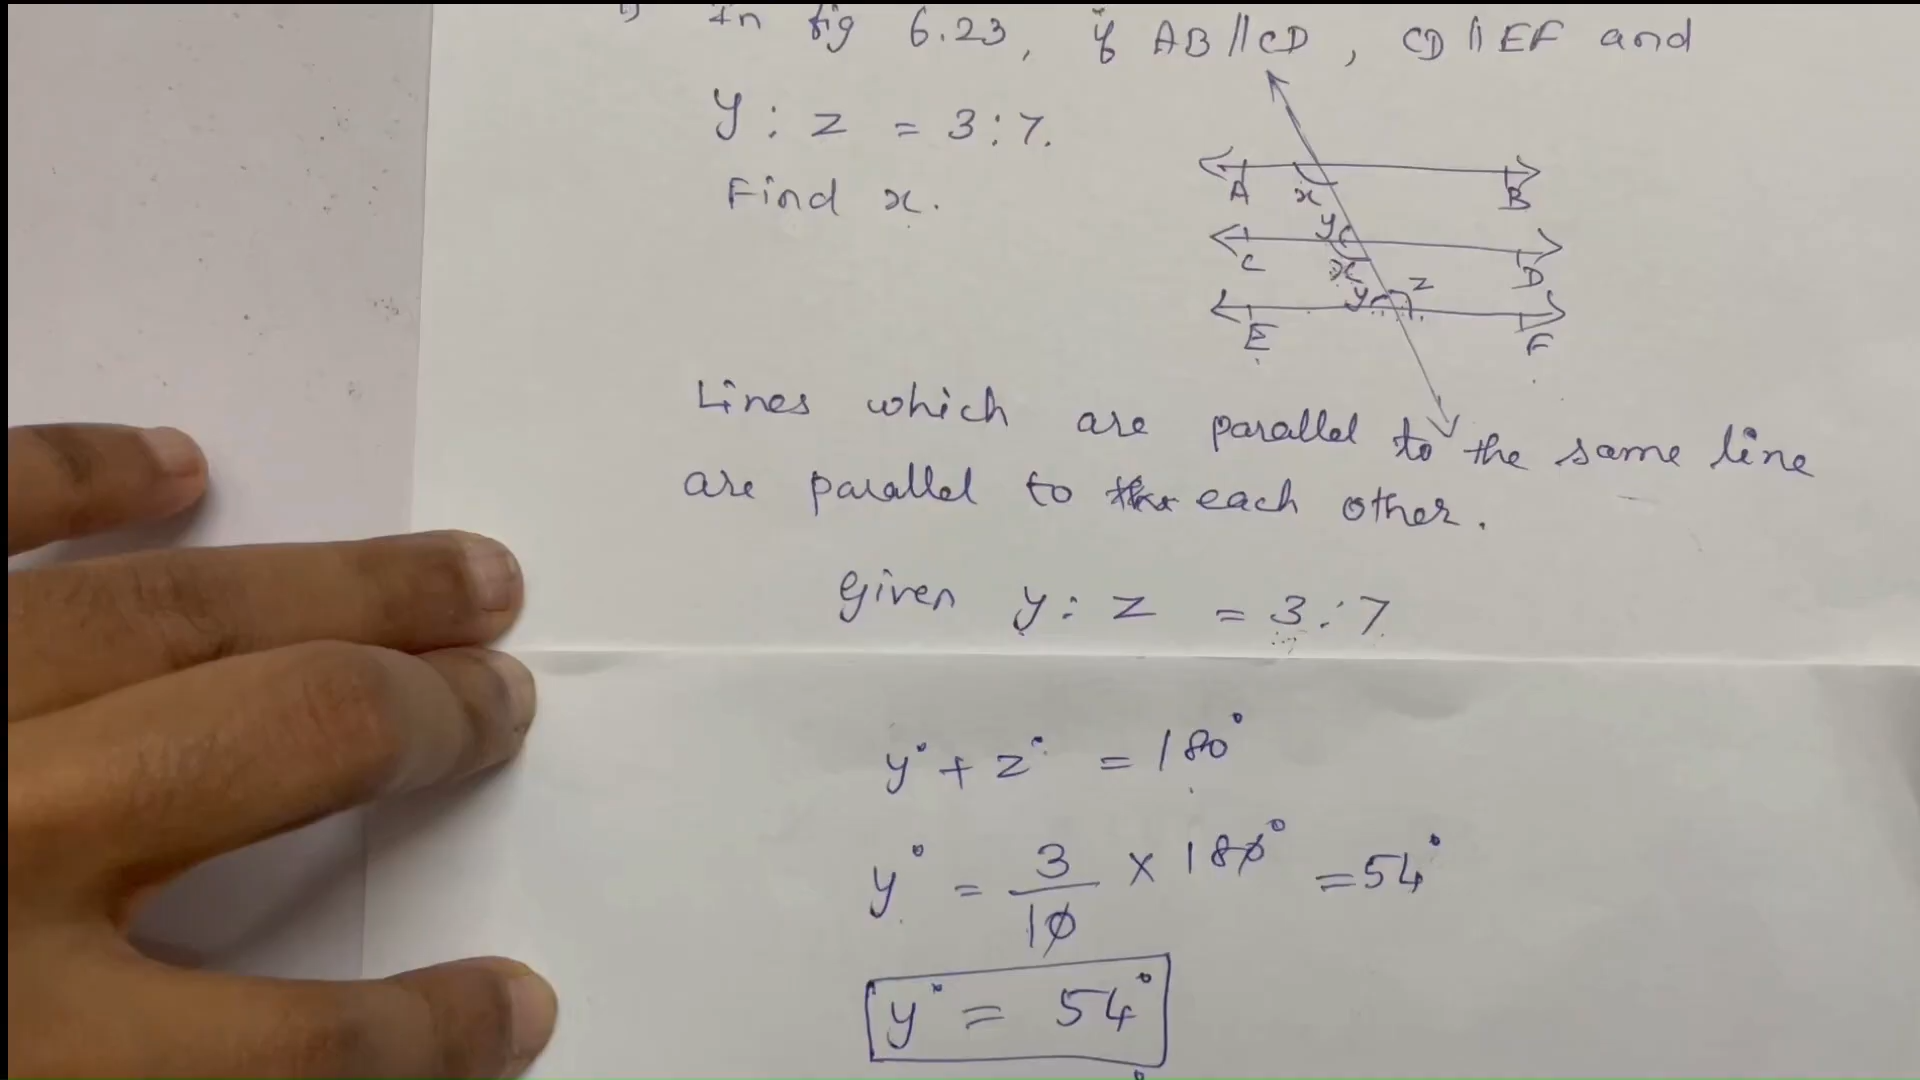 1) In fig 6.23, if AB//CD, CD//EF and
y : z = 3:7.
Find x.
A x B
y
C x D
y z
E F
Lines which are parallel to the same line
are parallel to each other.
Given y : z = 3:7
y° + z° = 180°
y° = 3/10 × 180° = 54°
y° = 54°